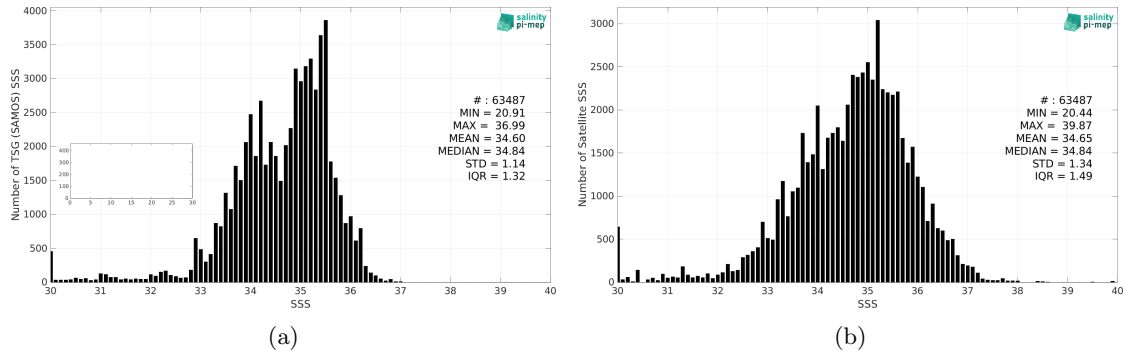 salinity
pi-mep
Number of TSG (SAMOS) SSS
4000
3500
3000
2500
2000
1500
1000
500
0
# : 63487
MIN = 20.91
MAX = 36.99
MEAN = 34.60
MEDIAN = 34.84
STD = 1.14
IQR = 1.32
400
300
200
100
0
0 5 10 15 20 25 30
30 31 32 33 34 35 36 37 38 39 40
SSS
(a)
salinity
pi-mep
Number of Satellite SSS
3000
2500
2000
1500
1000
500
0
# : 63487
MIN = 20.44
MAX = 39.87
MEAN = 34.65
MEDIAN = 34.84
STD = 1.34
IQR = 1.49
30 31 32 33 34 35 36 37 38 39 40
SSS
(b)